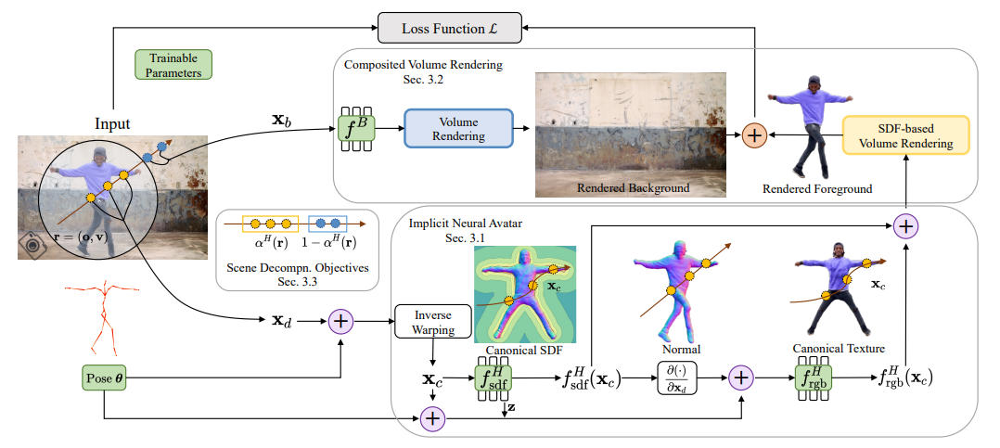 Loss Function ℒ
Trainable
Parameters
Composited Volume Rendering
Sec. 3.2
Input
x_b
f^B
Volume
Rendering
SDF-based
Volume Rendering
Rendered Background
Rendered Foreground
r = (o, v)
α^H(r) 1 − α^H(r)
Scene Decompn. Objectives
Sec. 3.3
Implicit Neural Avatar
Sec. 3.1
x_c
x_c
x_d
Inverse
Warping
Canonical SDF
Normal
Canonical Texture
Pose θ
x_c
f^H_sdf
f^H_sdf(x_c)
∂(·)
∂x_d
f^H_rgb
f^H_rgb(x_c)
z